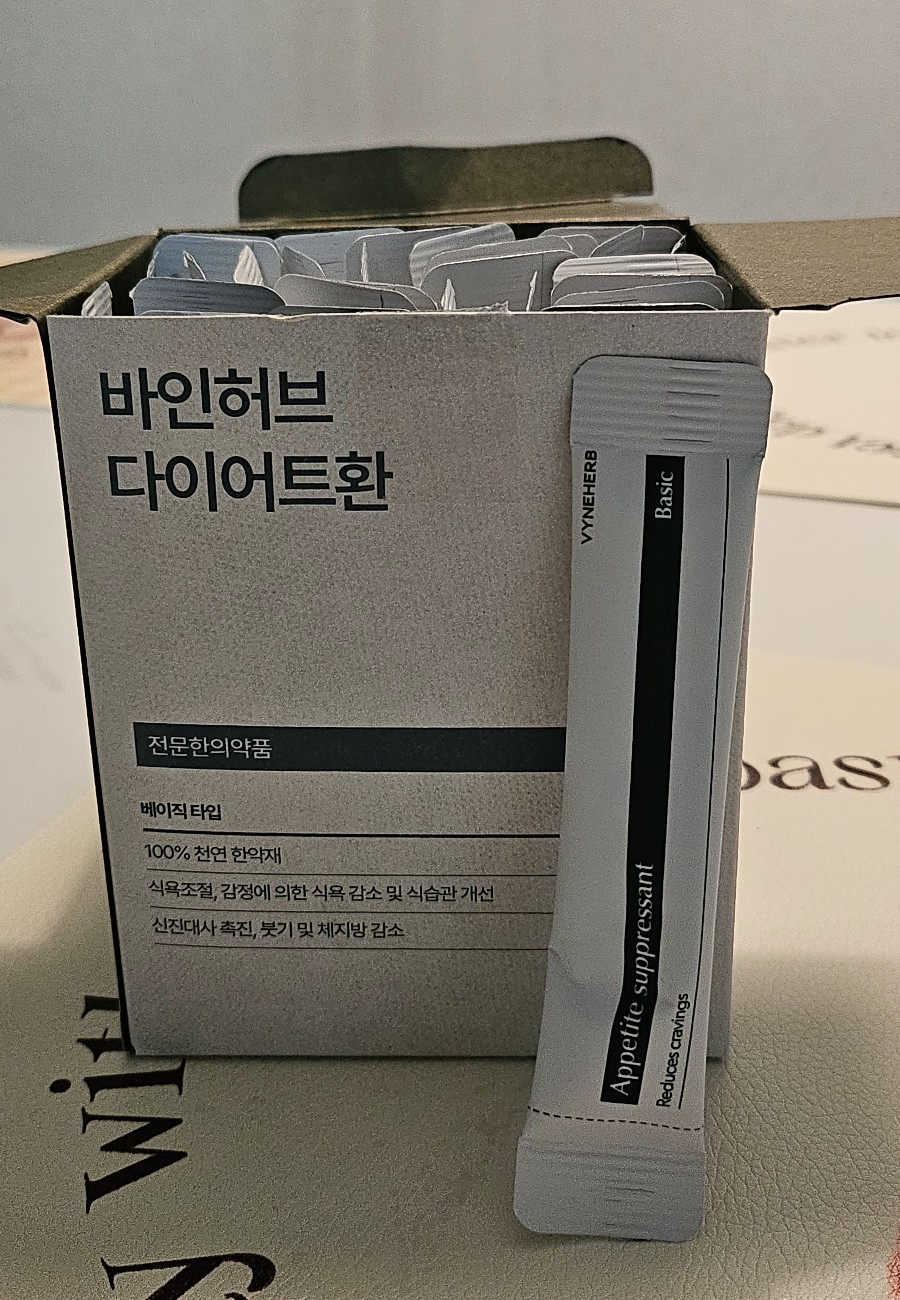 바인허브
다이어트환
전문한의약품
베이직 타입
100% 천연 한약재
식욕조절, 감정에 의한 식욕 감소 및 식습관 개선
신진대사 촉진, 붓기 및 체지방 감소
VYNEHERB
Appetite suppressant Basic
Reduces cravings
With